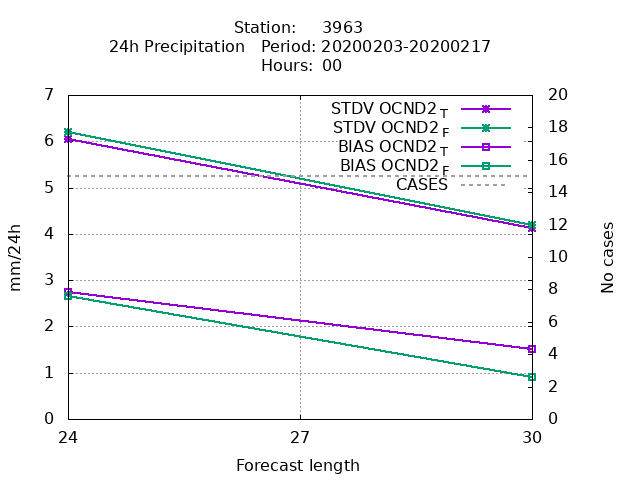 Station: 3963
24h Precipitation Period: 20200203-20200217
Hours: 00
7
6
5
4
3
2
1
0
20
18
16
14
12
10
8
6
4
2
0
STDV OCND2 T
STDV OCND2 F
BIAS OCND2 T
BIAS OCND2 F
CASES
mm/24h
No cases
24 27 30
Forecast length